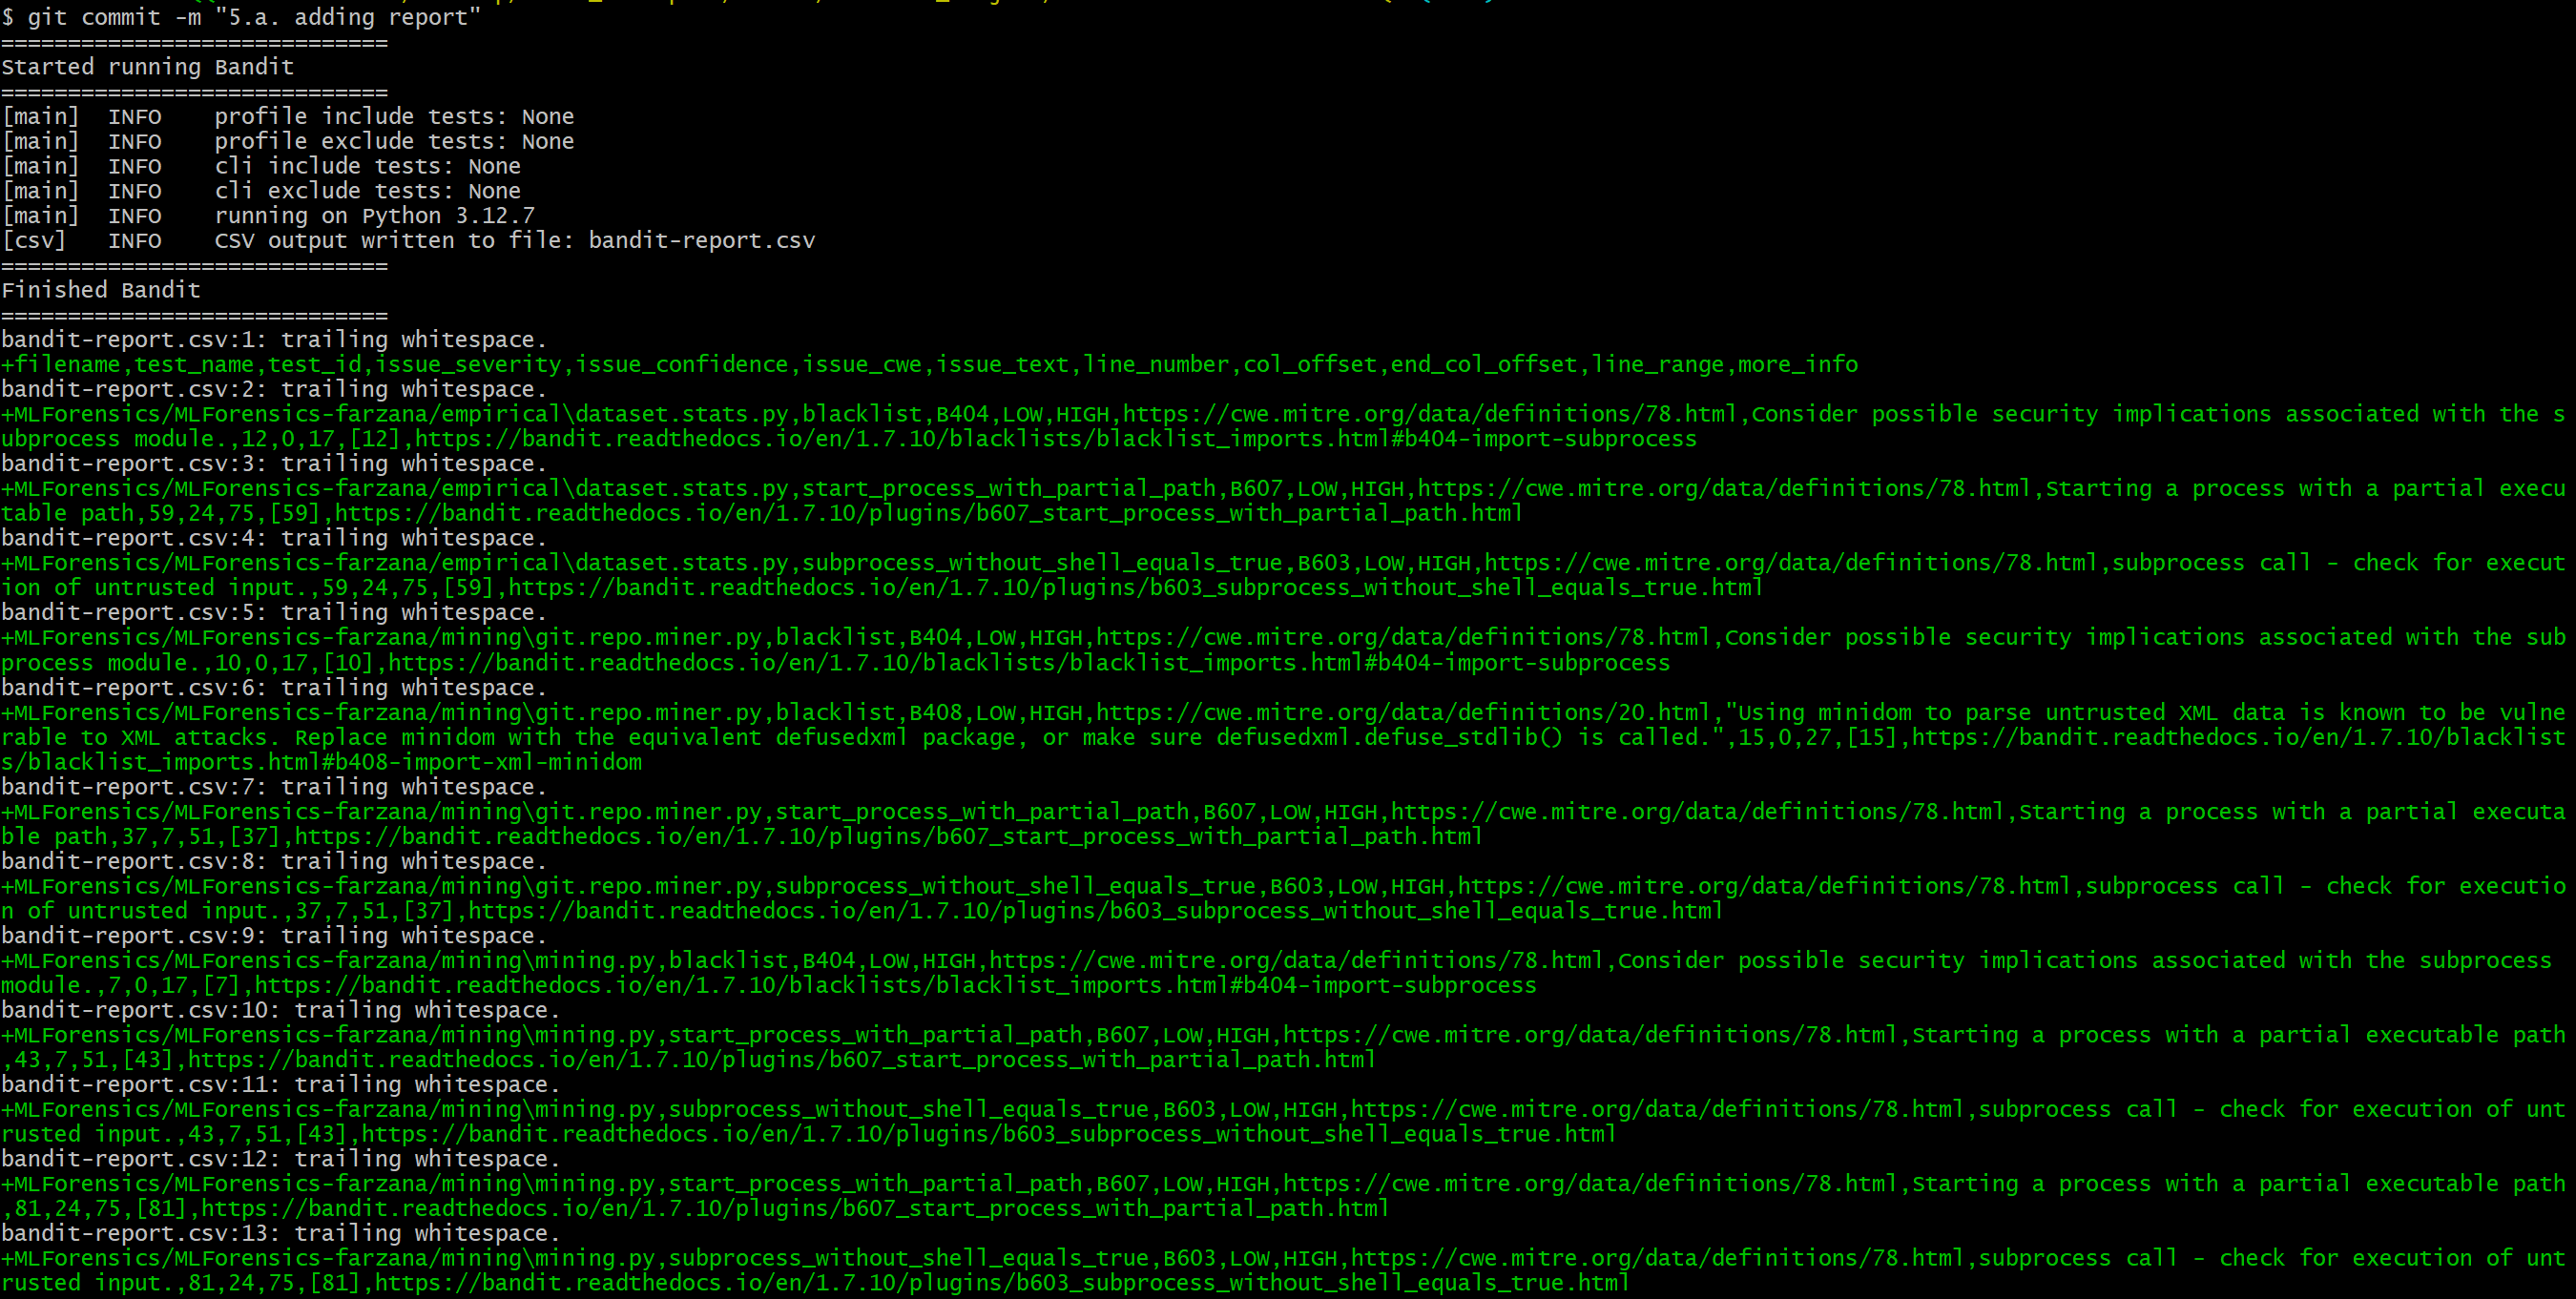 $ git commit -m "5.a. adding report"
=============================
Started running Bandit
=============================
[main]  INFO    profile include tests: None
[main]  INFO    profile exclude tests: None
[main]  INFO    cli include tests: None
[main]  INFO    cli exclude tests: None
[main]  INFO    running on Python 3.12.7
[csv]   INFO    CSV output written to file: bandit-report.csv
=============================
Finished Bandit
=============================
bandit-report.csv:1: trailing whitespace.
+filename,test_name,test_id,issue_severity,issue_confidence,issue_cwe,issue_text,line_number,col_offset,end_col_offset,line_range,more_info
bandit-report.csv:2: trailing whitespace.
+MLForensics/MLForensics-farzana/empirical\dataset.stats.py,blacklist,B404,LOW,HIGH,https://cwe.mitre.org/data/definitions/78.html,Consider possible security implications associated with the s
ubprocess module.,12,0,17,[12],https://bandit.readthedocs.io/en/1.7.10/blacklists/blacklist_imports.html#b404-import-subprocess
bandit-report.csv:3: trailing whitespace.
+MLForensics/MLForensics-farzana/empirical\dataset.stats.py,start_process_with_partial_path,B607,LOW,HIGH,https://cwe.mitre.org/data/definitions/78.html,Starting a process with a partial execu
table path,59,24,75,[59],https://bandit.readthedocs.io/en/1.7.10/plugins/b607_start_process_with_partial_path.html
bandit-report.csv:4: trailing whitespace.
+MLForensics/MLForensics-farzana/empirical\dataset.stats.py,subprocess_without_shell_equals_true,B603,LOW,HIGH,https://cwe.mitre.org/data/definitions/78.html,subprocess call - check for execut
ion of untrusted input.,59,24,75,[59],https://bandit.readthedocs.io/en/1.7.10/plugins/b603_subprocess_without_shell_equals_true.html
bandit-report.csv:5: trailing whitespace.
+MLForensics/MLForensics-farzana/mining\git.repo.miner.py,blacklist,B404,LOW,HIGH,https://cwe.mitre.org/data/definitions/78.html,Consider possible security implications associated with the sub
process module.,10,0,17,[10],https://bandit.readthedocs.io/en/1.7.10/blacklists/blacklist_imports.html#b404-import-subprocess
bandit-report.csv:6: trailing whitespace.
+MLForensics/MLForensics-farzana/mining\git.repo.miner.py,blacklist,B408,LOW,HIGH,https://cwe.mitre.org/data/definitions/20.html,"Using minidom to parse untrusted XML data is known to be vulne
rable to XML attacks. Replace minidom with the equivalent defusedxml package, or make sure defusedxml.defuse_stdlib() is called.",15,0,27,[15],https://bandit.readthedocs.io/en/1.7.10/blacklist
s/blacklist_imports.html#b408-import-xml-minidom
bandit-report.csv:7: trailing whitespace.
+MLForensics/MLForensics-farzana/mining\git.repo.miner.py,start_process_with_partial_path,B607,LOW,HIGH,https://cwe.mitre.org/data/definitions/78.html,Starting a process with a partial executa
ble path,37,7,51,[37],https://bandit.readthedocs.io/en/1.7.10/plugins/b607_start_process_with_partial_path.html
bandit-report.csv:8: trailing whitespace.
+MLForensics/MLForensics-farzana/mining\git.repo.miner.py,subprocess_without_shell_equals_true,B603,LOW,HIGH,https://cwe.mitre.org/data/definitions/78.html,subprocess call - check for executio
n of untrusted input.,37,7,51,[37],https://bandit.readthedocs.io/en/1.7.10/plugins/b603_subprocess_without_shell_equals_true.html
bandit-report.csv:9: trailing whitespace.
+MLForensics/MLForensics-farzana/mining\mining.py,blacklist,B404,LOW,HIGH,https://cwe.mitre.org/data/definitions/78.html,Consider possible security implications associated with the subprocess
module.,7,0,17,[7],https://bandit.readthedocs.io/en/1.7.10/blacklists/blacklist_imports.html#b404-import-subprocess
bandit-report.csv:10: trailing whitespace.
+MLForensics/MLForensics-farzana/mining\mining.py,start_process_with_partial_path,B607,LOW,HIGH,https://cwe.mitre.org/data/definitions/78.html,Starting a process with a partial executable path
,43,7,51,[43],https://bandit.readthedocs.io/en/1.7.10/plugins/b607_start_process_with_partial_path.html
bandit-report.csv:11: trailing whitespace.
+MLForensics/MLForensics-farzana/mining\mining.py,subprocess_without_shell_equals_true,B603,LOW,HIGH,https://cwe.mitre.org/data/definitions/78.html,subprocess call - check for execution of unt
rusted input.,43,7,51,[43],https://bandit.readthedocs.io/en/1.7.10/plugins/b603_subprocess_without_shell_equals_true.html
bandit-report.csv:12: trailing whitespace.
+MLForensics/MLForensics-farzana/mining\mining.py,start_process_with_partial_path,B607,LOW,HIGH,https://cwe.mitre.org/data/definitions/78.html,Starting a process with a partial executable path
,81,24,75,[81],https://bandit.readthedocs.io/en/1.7.10/plugins/b607_start_process_with_partial_path.html
bandit-report.csv:13: trailing whitespace.
+MLForensics/MLForensics-farzana/mining\mining.py,subprocess_without_shell_equals_true,B603,LOW,HIGH,https://cwe.mitre.org/data/definitions/78.html,subprocess call - check for execution of unt
rusted input.,81,24,75,[81],https://bandit.readthedocs.io/en/1.7.10/plugins/b603_subprocess_without_shell_equals_true.html